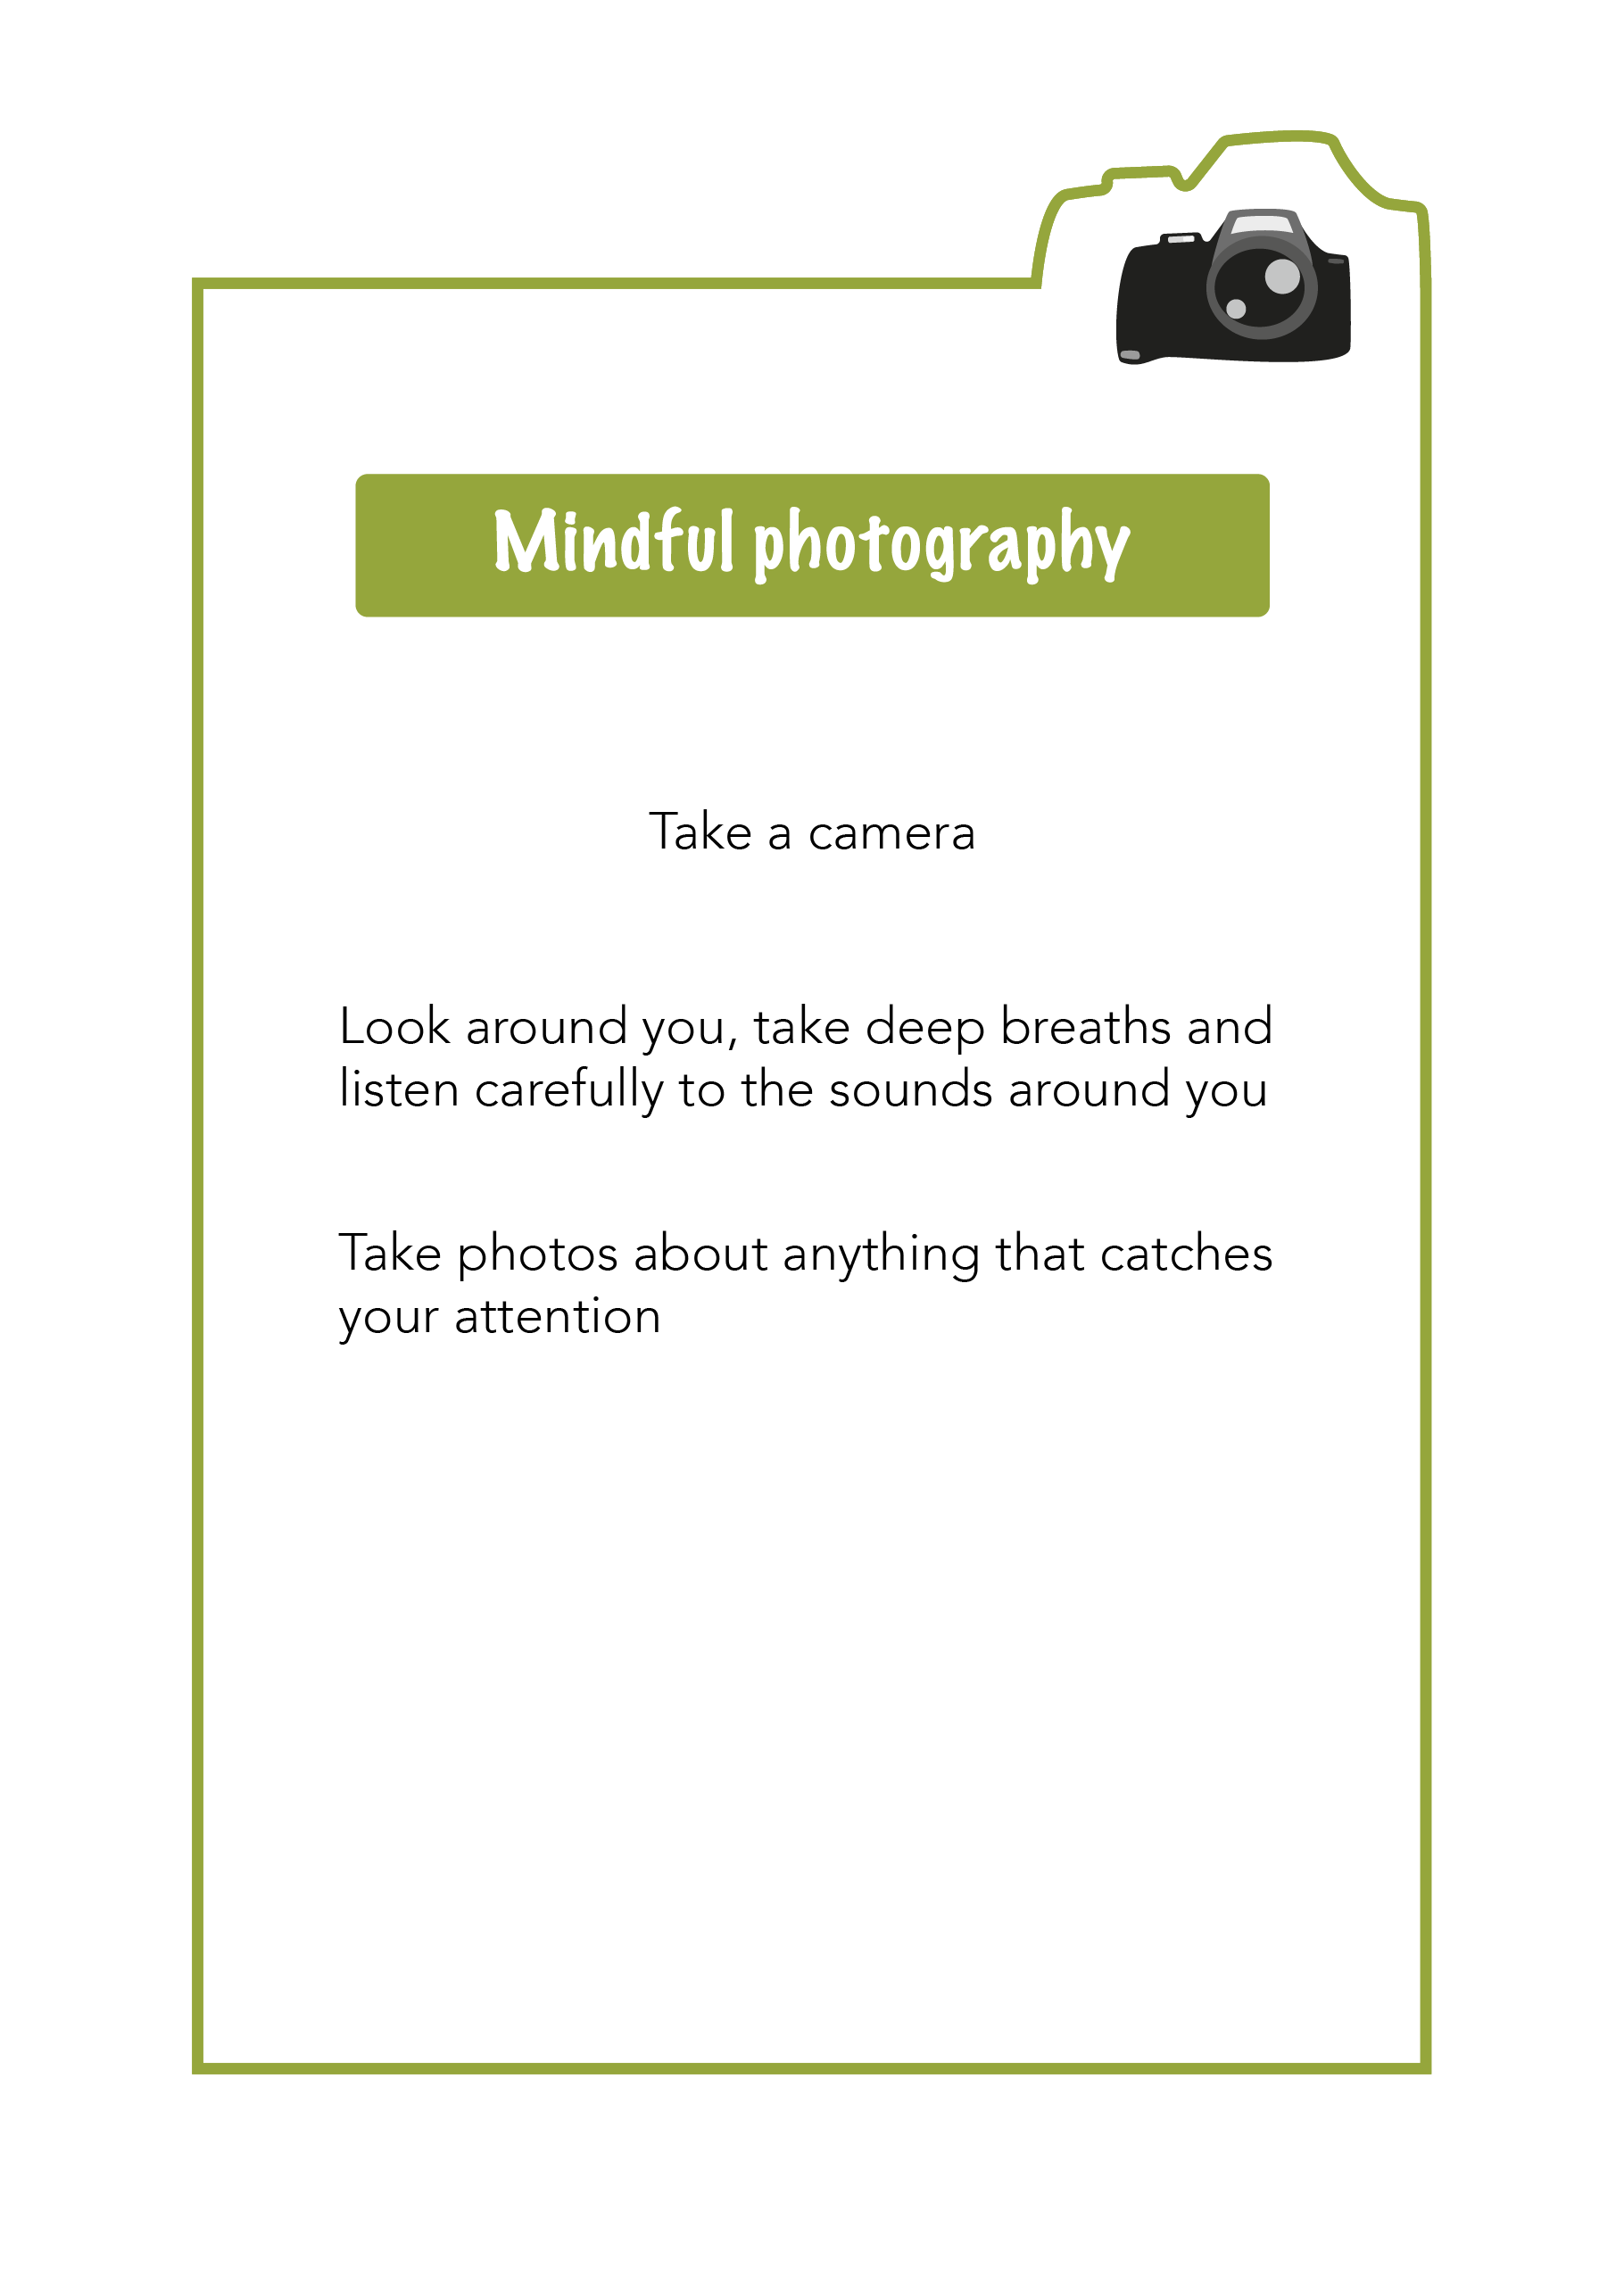 Mindful photography
Take a camera
Look around you, take deep breaths and
listen carefully to the sounds around you
Take photos about anything that catches
your attention